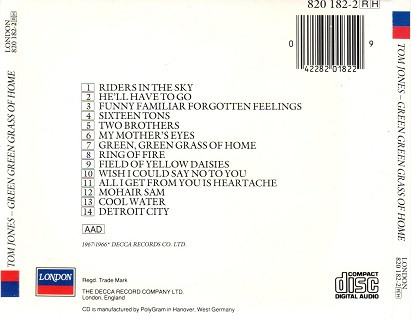 820 182-2 RH
LONDON
820 182-2 RH
TOM JONES – GREEN GREEN GRASS OF HOME
0 42282 01822 9
1 RIDERS IN THE SKY
2 HE'LL HAVE TO GO
3 FUNNY FAMILIAR FORGOTTEN FEELINGS
4 SIXTEEN TONS
5 TWO BROTHERS
6 MY MOTHER'S EYES
7 GREEN, GREEN GRASS OF HOME
8 RING OF FIRE
9 FIELD OF YELLOW DAISIES
10 WISH I COULD SAY NO TO YOU
11 ALL I GET FROM YOU IS HEARTACHE
12 MOHAIR SAM
13 COOL WATER
14 DETROIT CITY
AAD
1967/1966* DECCA RECORDS CO. LTD.
LONDON
Regd. Trade Mark
THE DECCA RECORD COMPANY LTD.
London, England
CD is manufactured by PolyGram in Hanover, West Germany
COMPACT
disc
DIGITAL AUDIO
TOM JONES – GREEN GREEN GRASS OF HOME
LONDON
820 182-2 RH